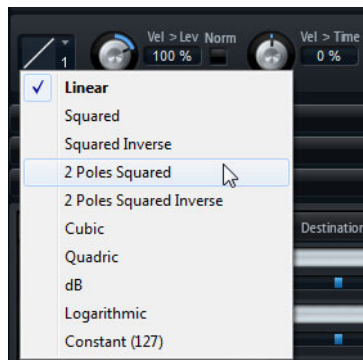 Vel > Lev Norm Vel > Time
1 100 % 0 %
Linear
Squared
Squared Inverse
2 Poles Squared
2 Poles Squared Inverse
Cubic
Destination
Quadric
dB
Logarithmic
Constant (127)